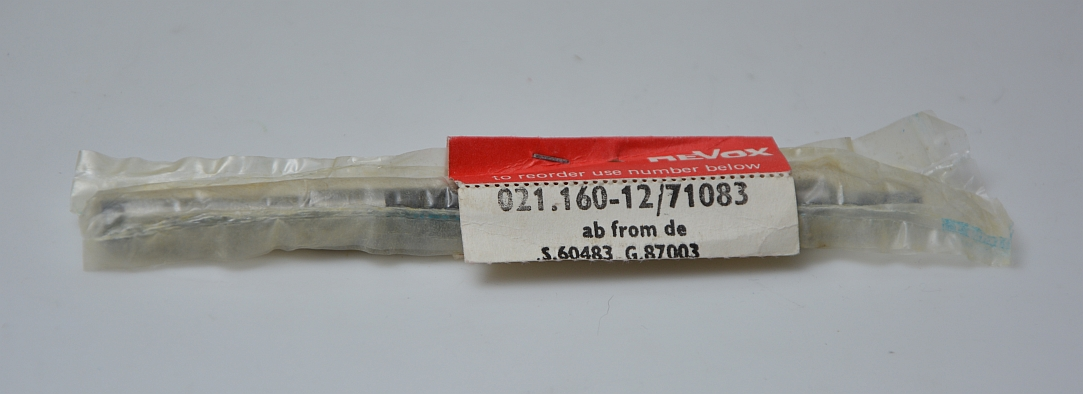 REVOX
to reorder use number below
021.160-12/71083
ab from de
.S.60483 G.87003